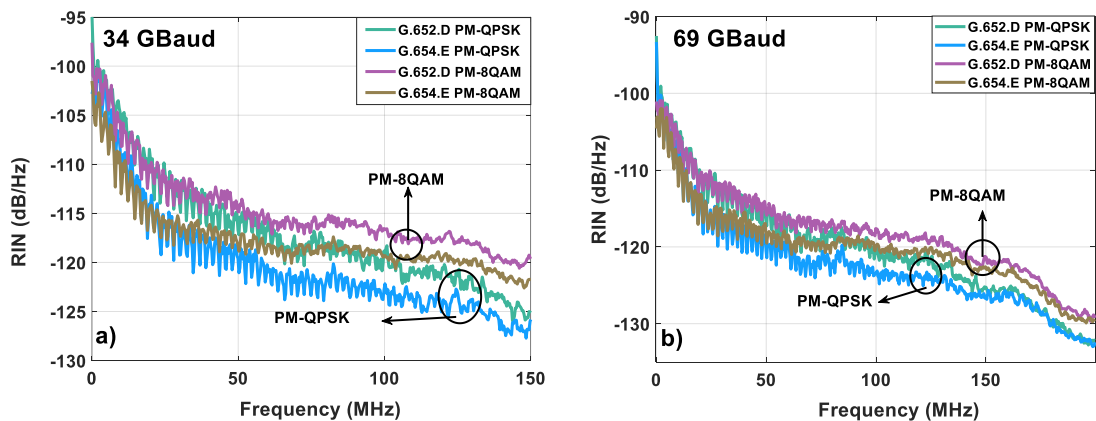 34 GBaud
G.652.D PM-QPSK
G.654.E PM-QPSK
G.652.D PM-8QAM
G.654.E PM-8QAM
-95
-100
-105
-110
-115
-120
-125
-130
RIN (dB/Hz)
PM-8QAM
PM-QPSK
a)
0
50
100
150
Frequency (MHz)
69 GBaud
G.652.D PM-QPSK
G.654.E PM-QPSK
G.652.D PM-8QAM
G.654.E PM-8QAM
-90
-100
-110
-120
-130
RIN (dB/Hz)
PM-8QAM
PM-QPSK
b)
0
50
100
150
Frequency (MHz)